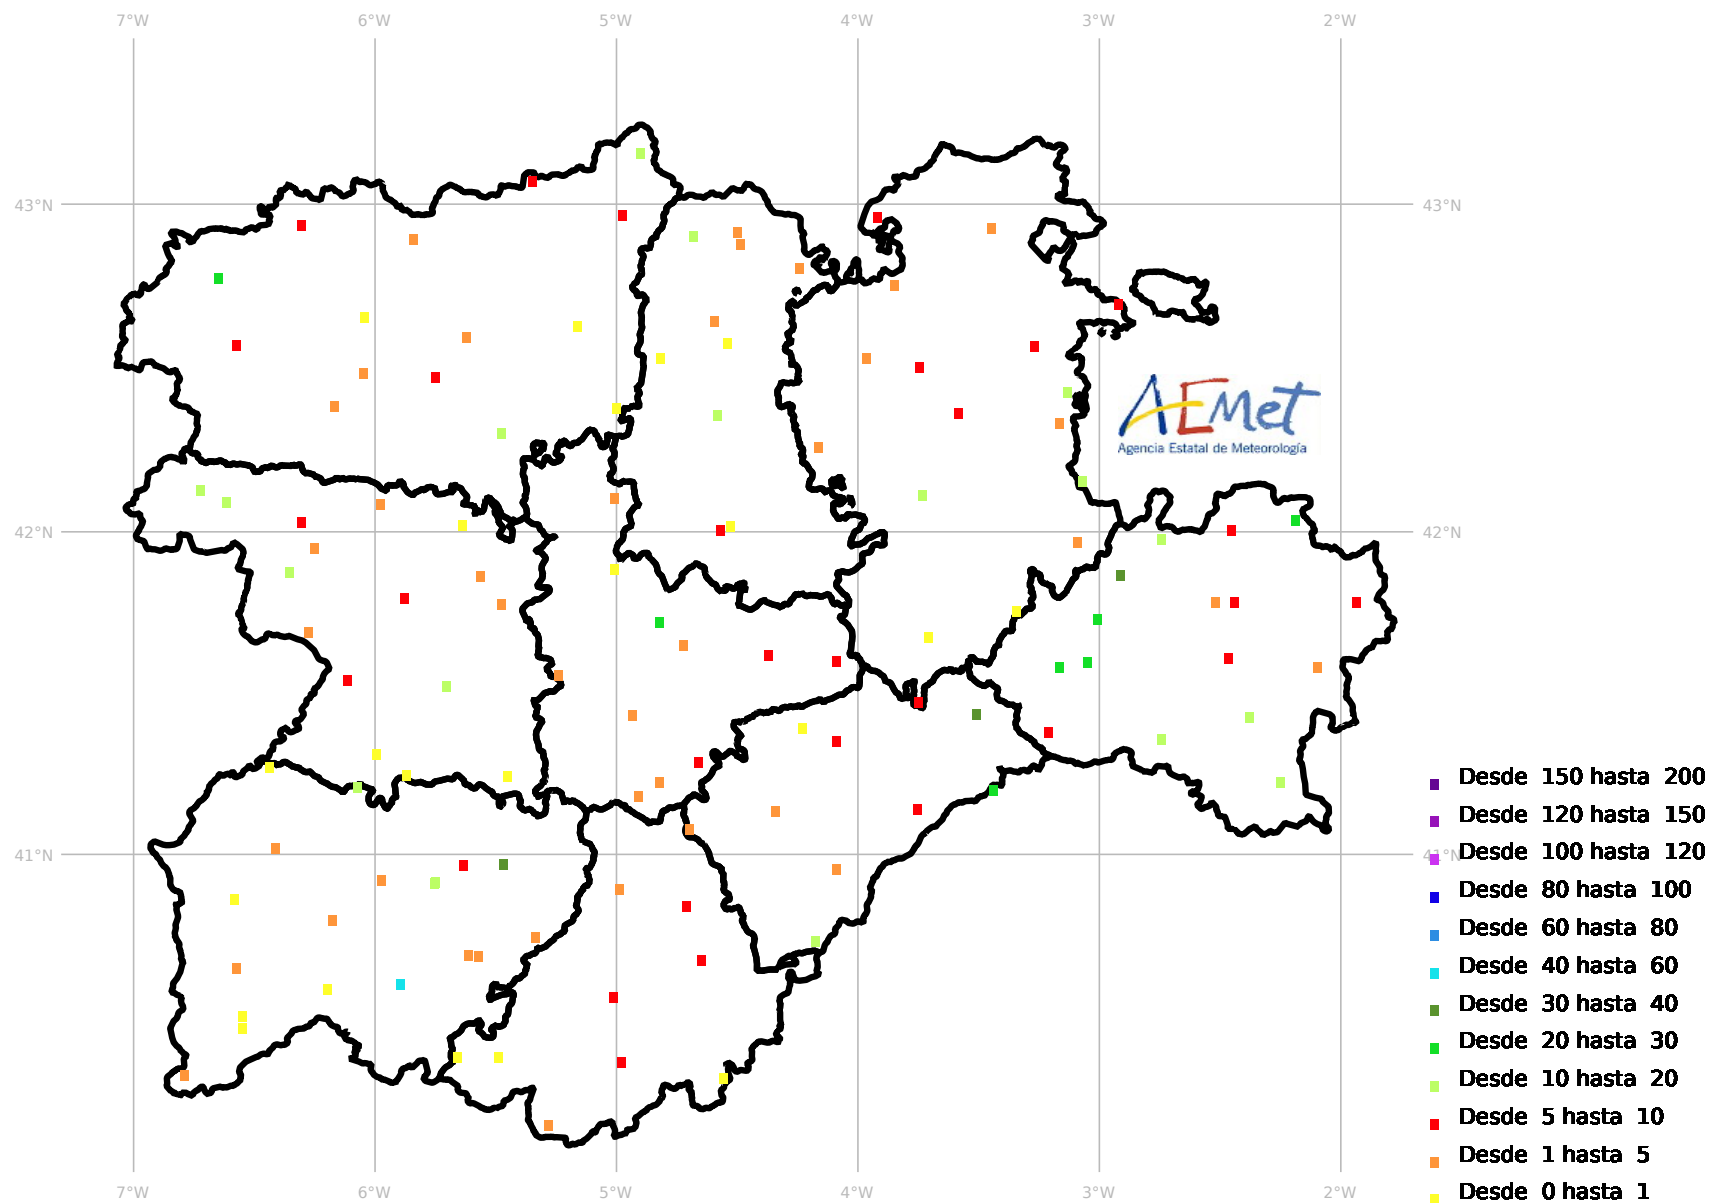 7°W 6°W 5°W 4°W 3°W 2°W
43°N 43°N
AEMet
Agencia Estatal de Meteorología
42°N 42°N
41°N 41°N
Desde 150 hasta 200
Desde 120 hasta 150
Desde 100 hasta 120
Desde 80 hasta 100
Desde 60 hasta 80
Desde 40 hasta 60
Desde 30 hasta 40
Desde 20 hasta 30
Desde 10 hasta 20
Desde 5 hasta 10
Desde 1 hasta 5
Desde 0 hasta 1
7°W 6°W 5°W 4°W 3°W 2°W